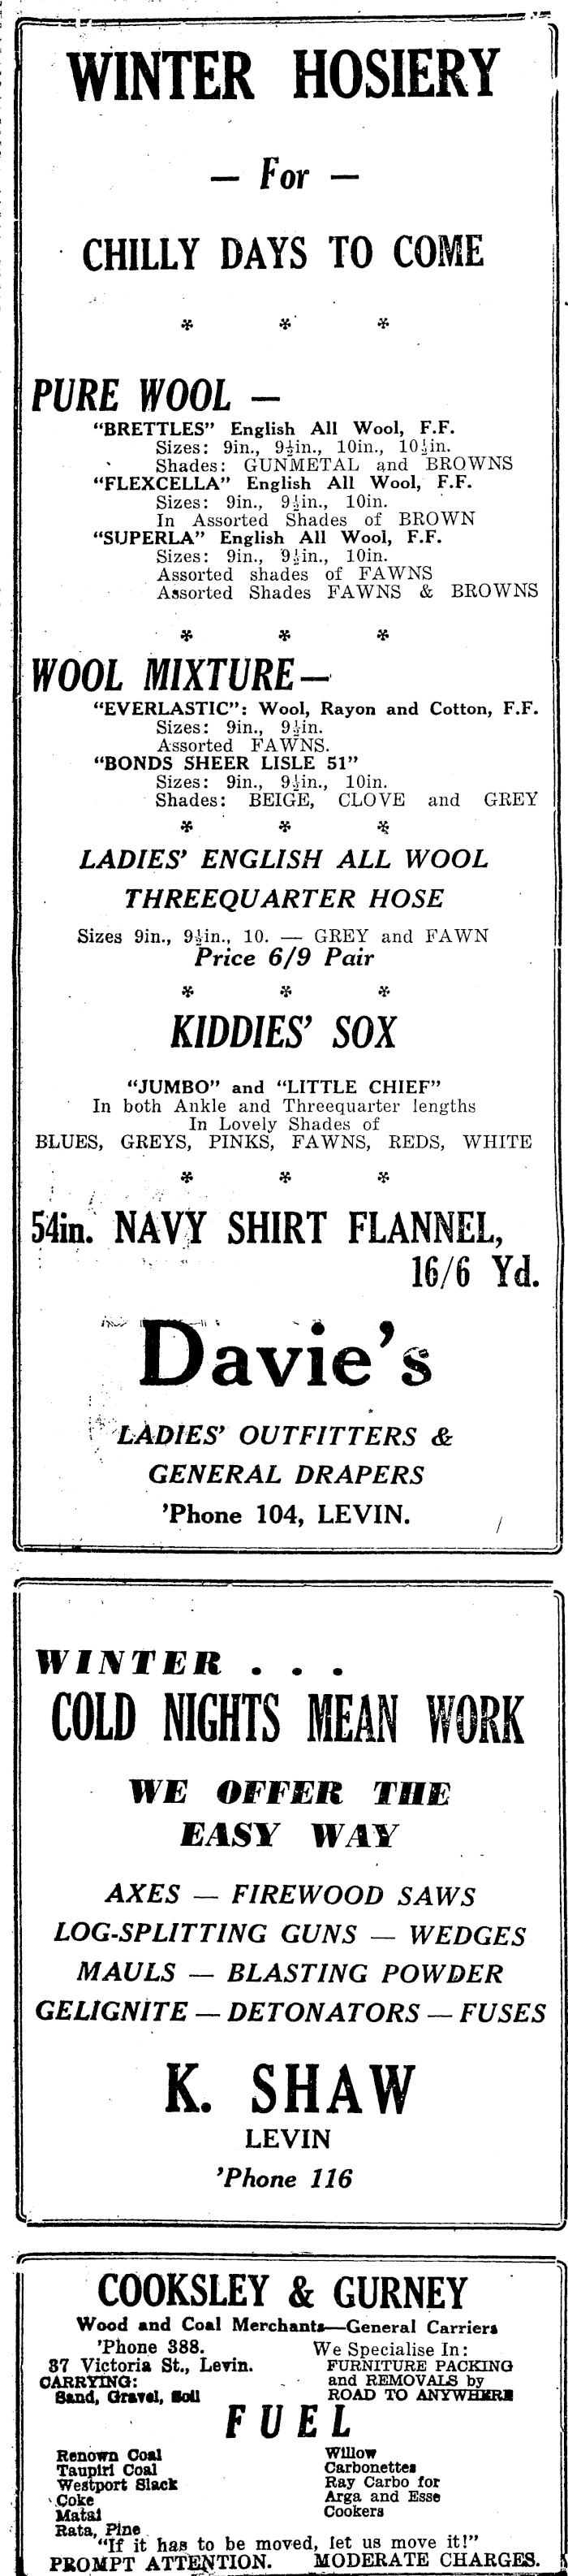 WINTER HOSIERY
— For —
CHILLY DAYS TO COME
* * *
PURE WOOL —
"BRETTLES" English All Wool, F.F.
Sizes: 9in., 9½in., 10in., 10½in.
Shades: GUNMETAL and BROWNS
"FLEXCELLA" English All Wool, F.F.
Sizes: 9in., 9½in., 10in.
In Assorted Shades of BROWN
"SUPERLA" English All Wool, F.F.
Sizes: 9in., 9½in., 10in.
Assorted shades of FAWNS
Assorted Shades FAWNS & BROWNS
* * *
WOOL MIXTURE—
"EVERLASTIC": Wool, Rayon and Cotton, F.F.
Sizes: 9in., 9½in.
Assorted FAWNS.
"BONDS SHEER LISLE 51"
Sizes: 9in., 9½in., 10in.
Shades: BEIGE, CLOVE and GREY
* * *
LADIES' ENGLISH ALL WOOL
THREEQUARTER HOSE
Sizes 9in., 9½in., 10. — GREY and FAWN
Price 6/9 Pair
* * *
KIDDIES' SOX
"JUMBO" and "LITTLE CHIEF"
In both Ankle and Threequarter lengths
In Lovely Shades of
BLUES, GREYS, PINKS, FAWNS, REDS, WHITE
* * *
54in. NAVY SHIRT FLANNEL,
16/6 Yd.
Davie's
LADIES' OUTFITTERS &
GENERAL DRAPERS
'Phone 104, LEVIN.
WINTER . . .
COLD NIGHTS MEAN WORK
WE OFFER THE
EASY WAY
AXES — FIREWOOD SAWS
LOG-SPLITTING GUNS — WEDGES
MAULS — BLASTING POWDER
GELIGNITE — DETONATORS — FUSES
K. SHAW
LEVIN
'Phone 116
COOKSLEY & GURNEY
Wood and Coal Merchants—General Carriers
'Phone 388.
37 Victoria St., Levin.
CARRYING:
Sand, Gravel, Soil
We Specialise In:
FURNITURE PACKING
and REMOVALS by
ROAD TO ANYWHERE
FUEL
Renown Coal
Taupiri Coal
Westport Slack
Coke
Matai
Rata, Pine
Willow
Carbonettes
Ray Carbo for
Arga and Esse
Cookers
"If it has to be moved, let us move it!"
PROMPT ATTENTION. MODERATE CHARGES.